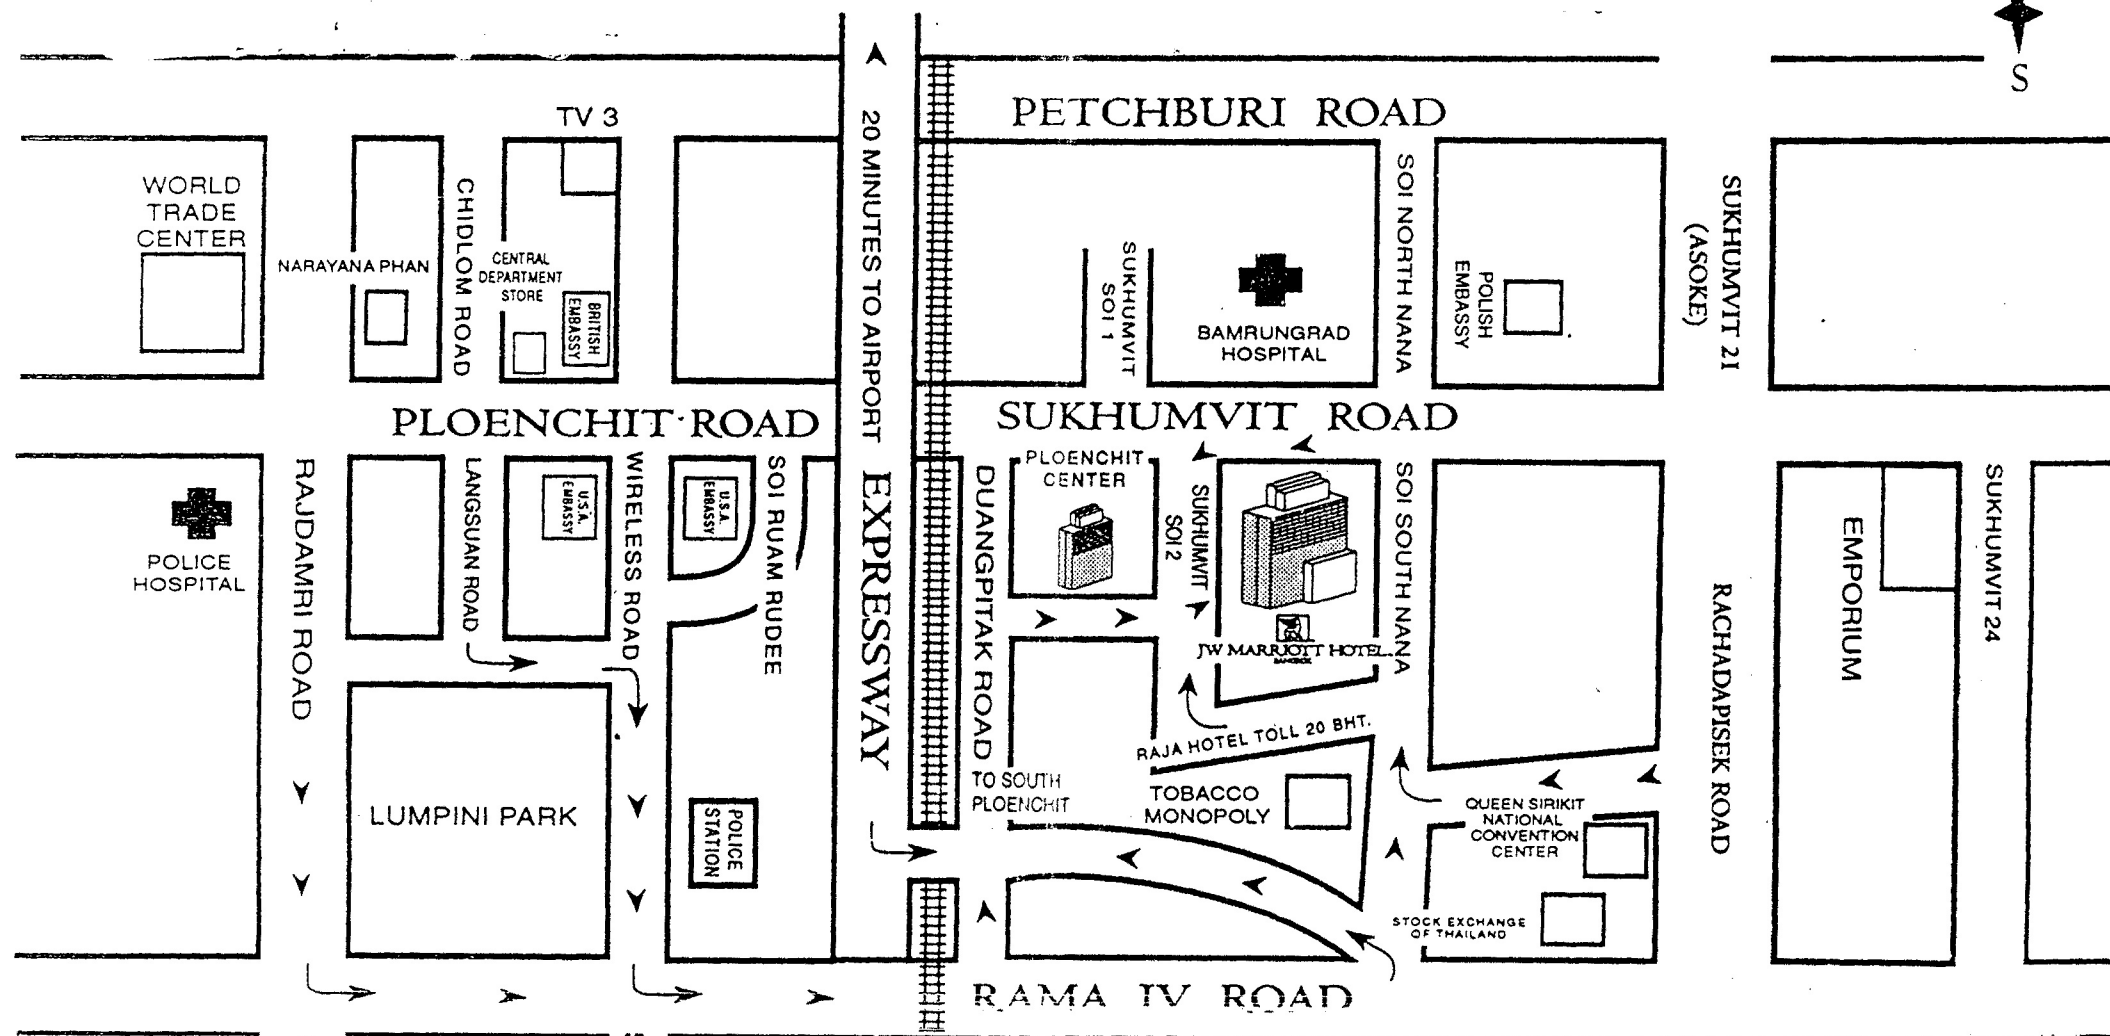 S
PETCHBURI ROAD
TV 3
20 MINUTES TO AIRPORT
EXPRESSWAY
WORLD
TRADE
CENTER
NARAYANA PHAN
CHIDLOM ROAD
CENTRAL
DEPARTMENT
STORE
BRITISH
EMBASSY
SUKHUMVIT
SOI 1
BAMRUNGRAD
HOSPITAL
SOI NORTH NANA
POLISH
EMBASSY
SUKHUMVIT 21
(ASOKE)
PLOENCHIT ROAD
SUKHUMVIT ROAD
POLICE
HOSPITAL
RAJDAMRI ROAD
LANGSUAN ROAD
U.S.A.
EMBASSY
WIRELESS ROAD
U.S.A.
EMBASSY
SOI RUAM RUDEE
DUANGPITAK ROAD
PLOENCHIT
CENTER
SUKHUMVIT
SOI 2
JW MARRIOTT HOTEL
BANGKOK
SOI SOUTH NANA
EMPORIUM
SUKHUMVIT 24
RACHADAPISEK ROAD
RAJA HOTEL TOLL 20 BHT.
TO SOUTH
PLOENCHIT
TOBACCO
MONOPOLY
QUEEN SIRIKIT
NATIONAL
CONVENTION
CENTER
LUMPINI PARK
POLICE
STATION
STOCK EXCHANGE
OF THAILAND
RAMA IV ROAD